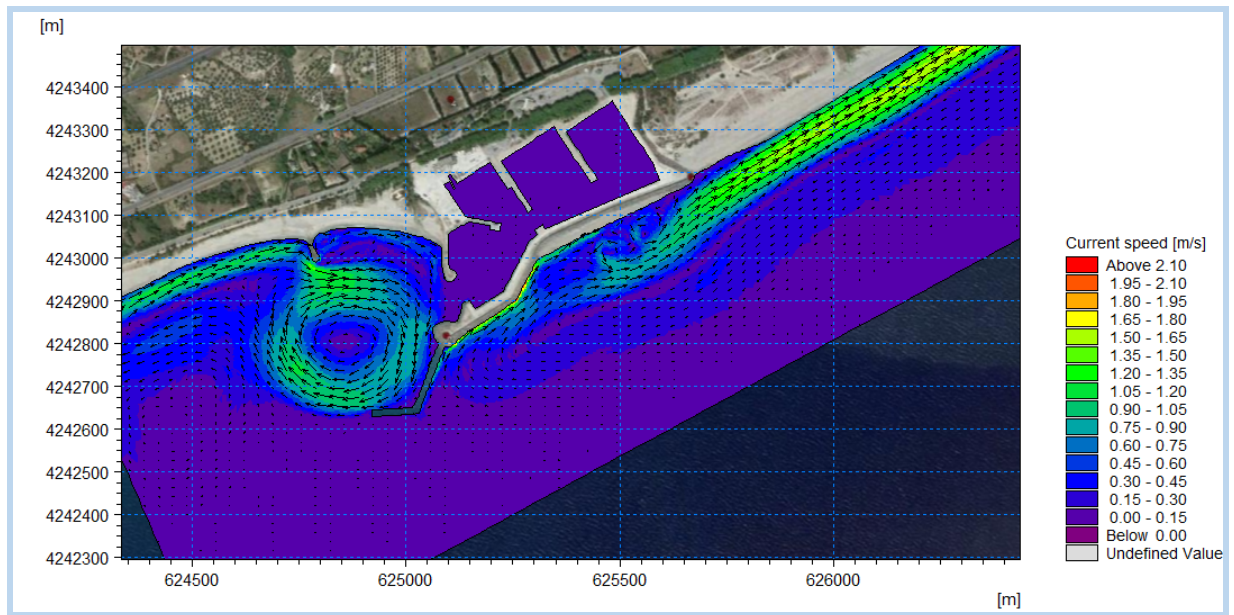 [m]
4243400
4243300
4243200
4243100
4243000
4242900
4242800
4242700
4242600
4242500
4242400
4242300
624500 625000 625500 626000
[m]
Current speed [m/s]
Above 2.10
1.95 - 2.10
1.80 - 1.95
1.65 - 1.80
1.50 - 1.65
1.35 - 1.50
1.20 - 1.35
1.05 - 1.20
0.90 - 1.05
0.75 - 0.90
0.60 - 0.75
0.45 - 0.60
0.30 - 0.45
0.15 - 0.30
0.00 - 0.15
Below 0.00
Undefined Value